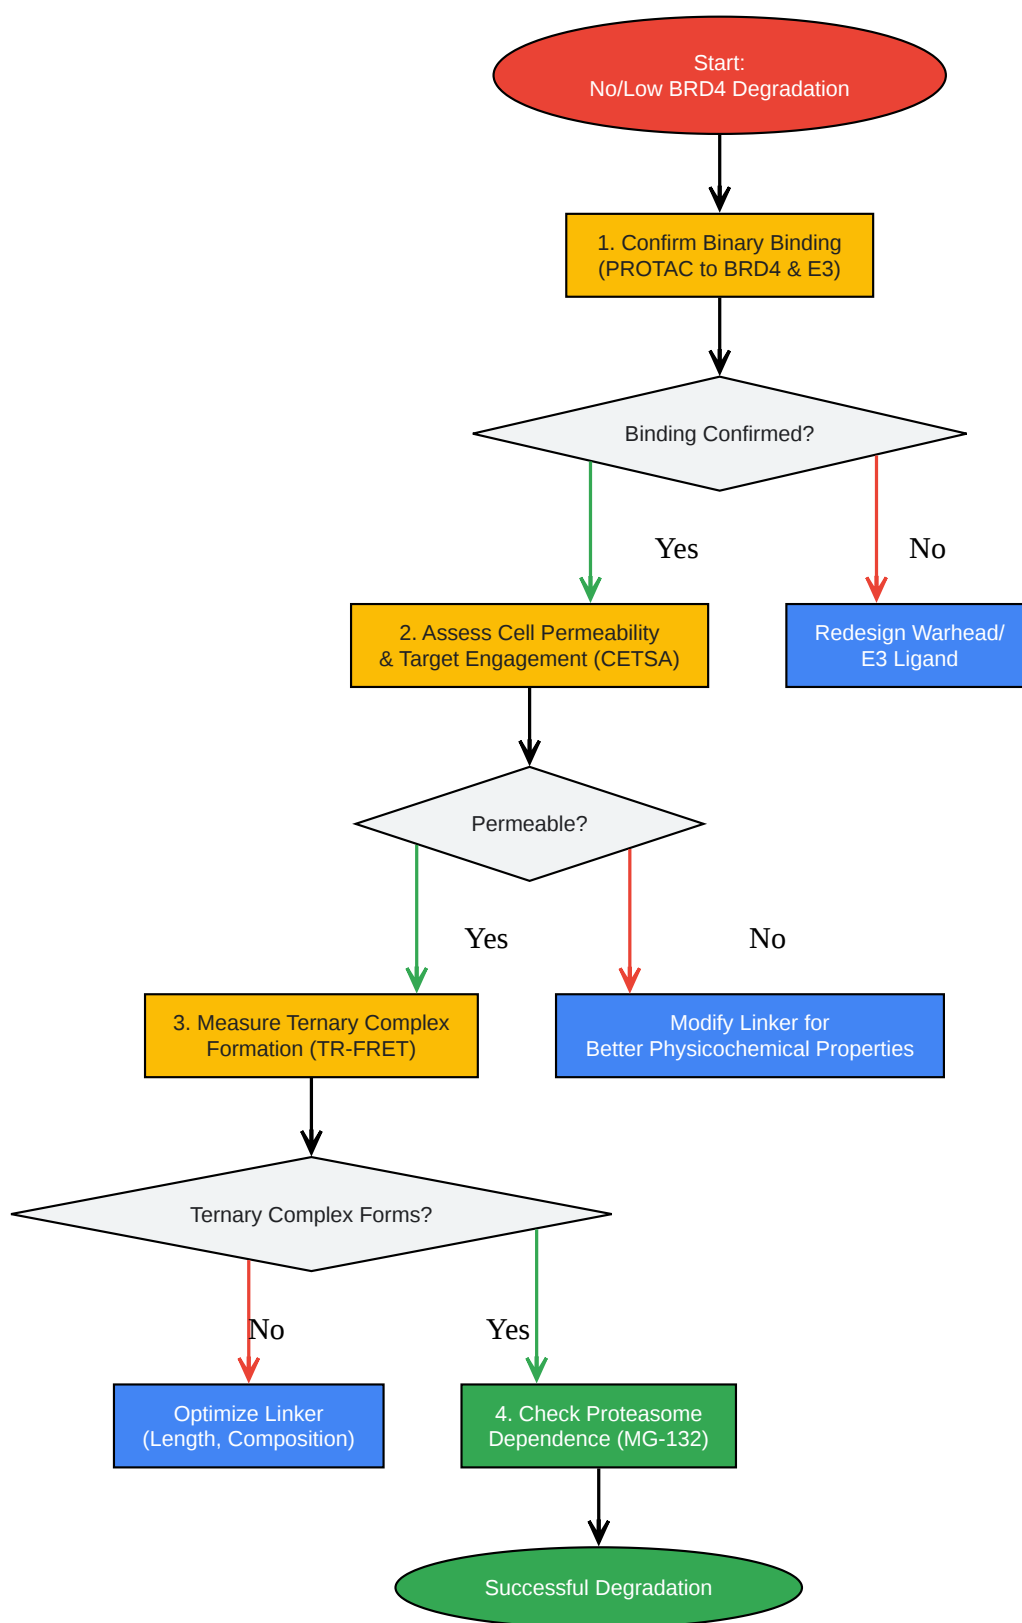 Start:
No/Low BRD4 Degradation
1. Confirm Binary Binding
(PROTAC to BRD4 & E3)
Binding Confirmed?
Yes
No
2. Assess Cell Permeability
& Target Engagement (CETSA)
Redesign Warhead/
E3 Ligand
Permeable?
Yes
No
3. Measure Ternary Complex
Formation (TR-FRET)
Modify Linker for
Better Physicochemical Properties
Ternary Complex Forms?
No
Yes
Optimize Linker
(Length, Composition)
4. Check Proteasome
Dependence (MG-132)
Successful Degradation